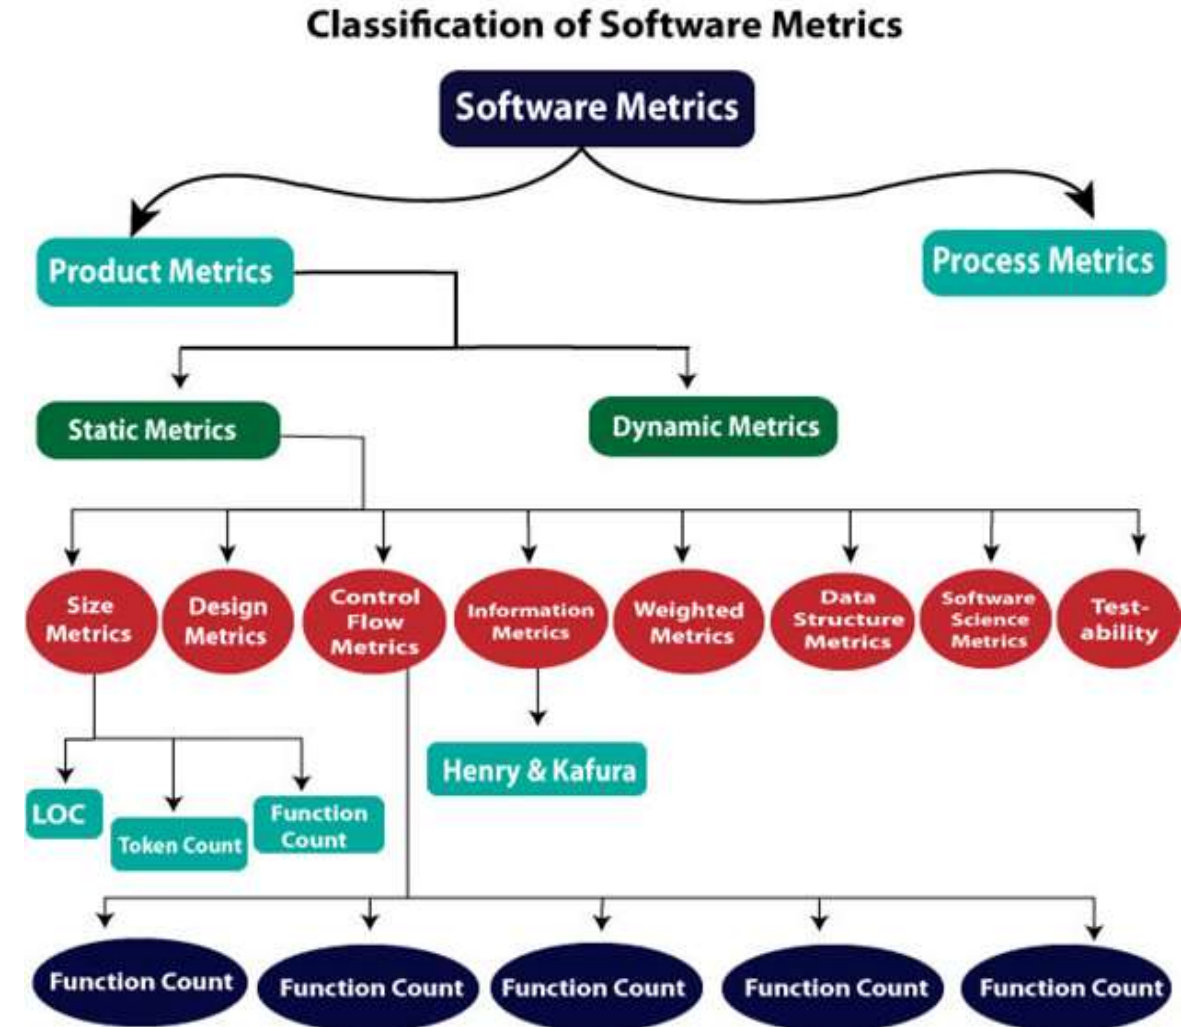 Classification of Software Metrics
Software Metrics
Product Metrics
Process Metrics
Static Metrics
Dynamic Metrics
Size
Metrics
Design
Metrics
Control
Flow
Metrics
Information
Metrics
Weighted
Metrics
Data
Structure
Metrics
Software
Science
Metrics
Test-
ability
Henry & Kafura
LOC
Token Count
Function
Count
Function Count
Function Count
Function Count
Function Count
Function Count